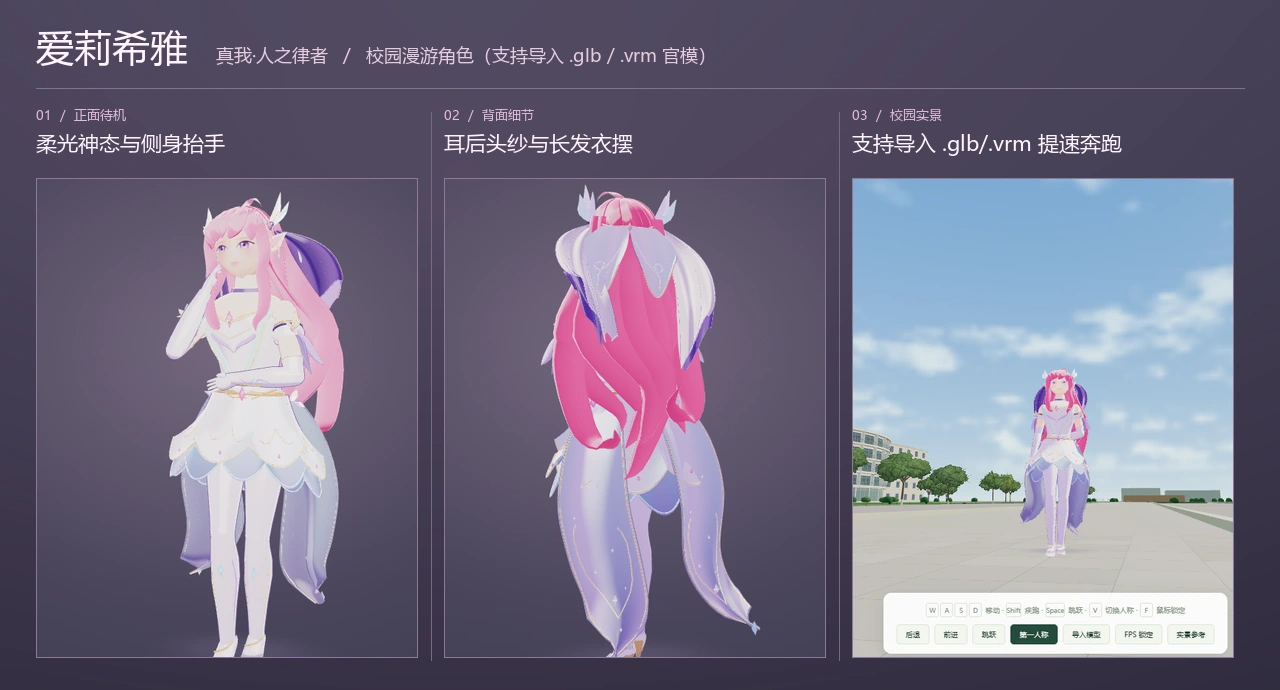 爱莉希雅
真我·人之律者 / 校园漫游角色（支持导入 .glb / .vrm 官模）
01 / 正面待机
柔光神态与侧身抬手
02 / 背面细节
耳后头纱与长发衣摆
03 / 校园实景
支持导入 .glb/.vrm 提速奔跑
W A S D 移动 · Shift 疾跑 · Space 跳跃 · V 切换人称 · F 鼠标锁定
后退 前进 跳跃 第一人称 导入模型 FPS 锁定 实景参考